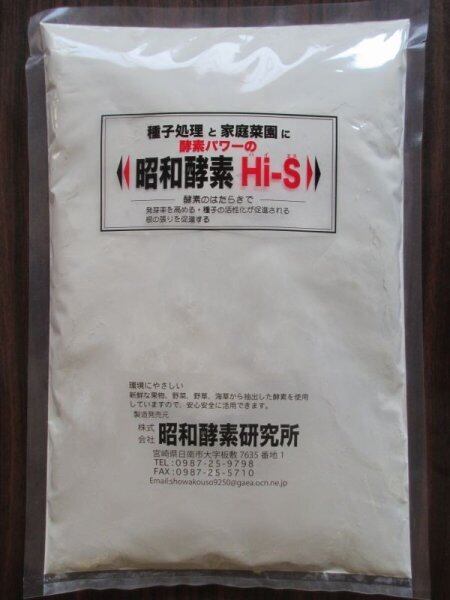 種子処理と家庭菜園に
酵素パワーの
昭和酵素 Hi-S
酵素のはたらきで
発芽率を高める・種子の活性化が促進される
根の張りを促進する
環境にやさしい
新鮮な果物、野菜、野草、海草から抽出した酵素を使用
していますので、安心安全に活用できます。
製造発売元
株式会社 昭和酵素研究所
宮崎県日南市大字板敷 7635 番地 1
TEL:0987-25-9798
FAX:0987-25-5710
Email:showakouso9250@gaea.ocn.ne.jp